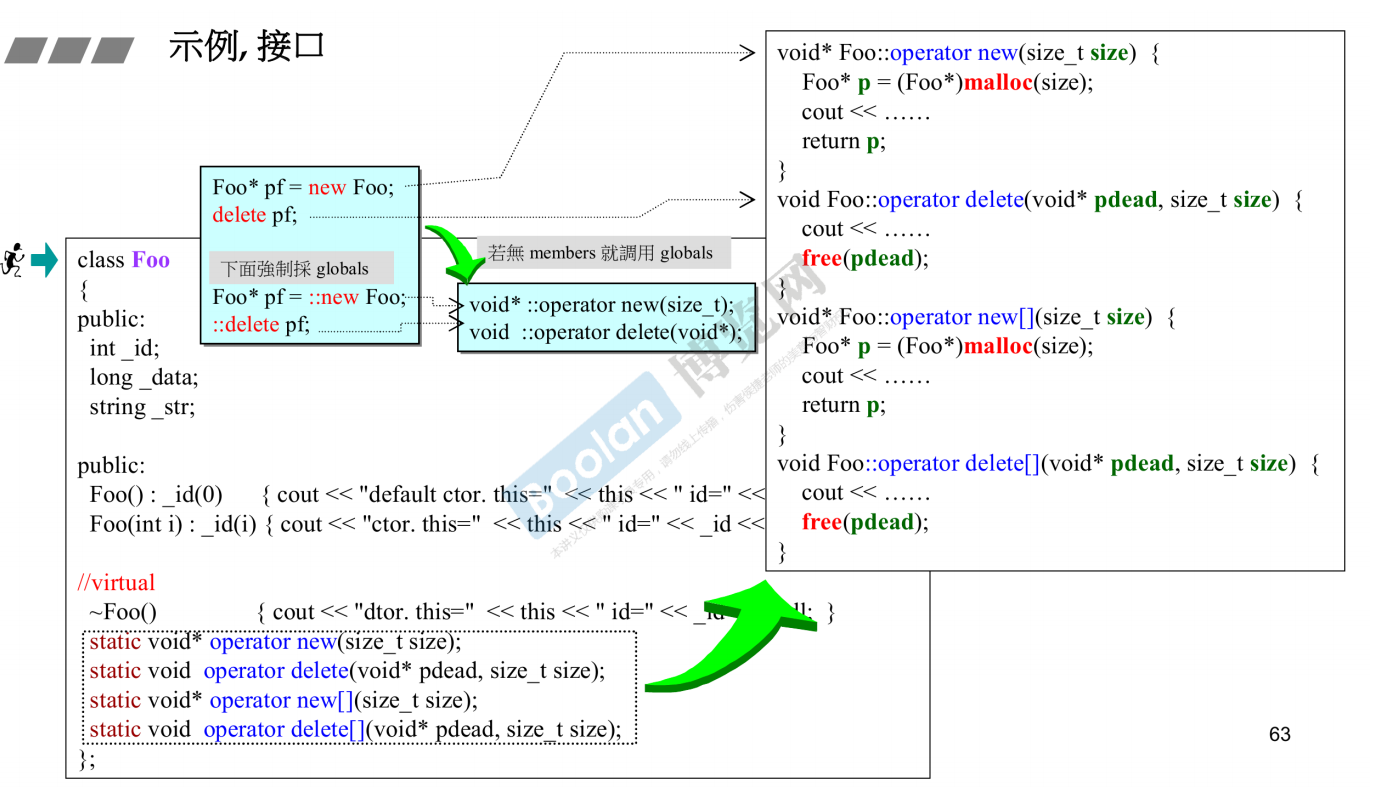 示例, 接口
Foo* pf = new Foo;
delete pf;
下面強制採 globals
Foo* pf = ::new Foo;
::delete pf;
若無 members 就調用 globals
void* ::operator new(size_t);
void ::operator delete(void*);
class Foo
{
public:
int _id;
long _data;
string _str;
public:
Foo() : _id(0) { cout << "default ctor. this=" << this << " id=" <<
Foo(int i) : _id(i) { cout << "ctor. this=" << this << " id=" << _id <<
//virtual
~Foo() { cout << "dtor. this=" << this << " id=" <<
static void* operator new(size_t size);
static void operator delete(void* pdead, size_t size);
static void* operator new[](size_t size);
static void operator delete[](void* pdead, size_t size);
};
void* Foo::operator new(size_t size) {
Foo* p = (Foo*)malloc(size);
cout << ……
return p;
}
void Foo::operator delete(void* pdead, size_t size) {
cout << ……
free(pdead);
}
void* Foo::operator new[](size_t size) {
Foo* p = (Foo*)malloc(size);
cout << ……
return p;
}
void Foo::operator delete[](void* pdead, size_t size) {
cout << ……
free(pdead);
}
Boolan 博览网
63